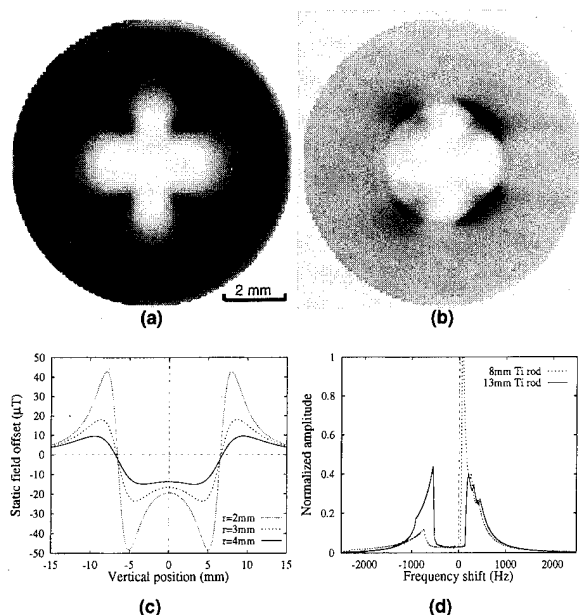 2 mm
(a)
(b)
Static field offset (μT)
50
40
30
20
10
0
-10
-20
-30
-40
-50
r=2mm
r=3mm
r=4mm
-15
-10
-5
0
5
10
15
Vertical position (mm)
(c)
Normalized amplitude
1
0.8
0.6
0.4
0.2
0
8mm Ti rod
13mm Ti rod
-2000
-1000
0
1000
2000
Frequency shift (Hz)
(d)